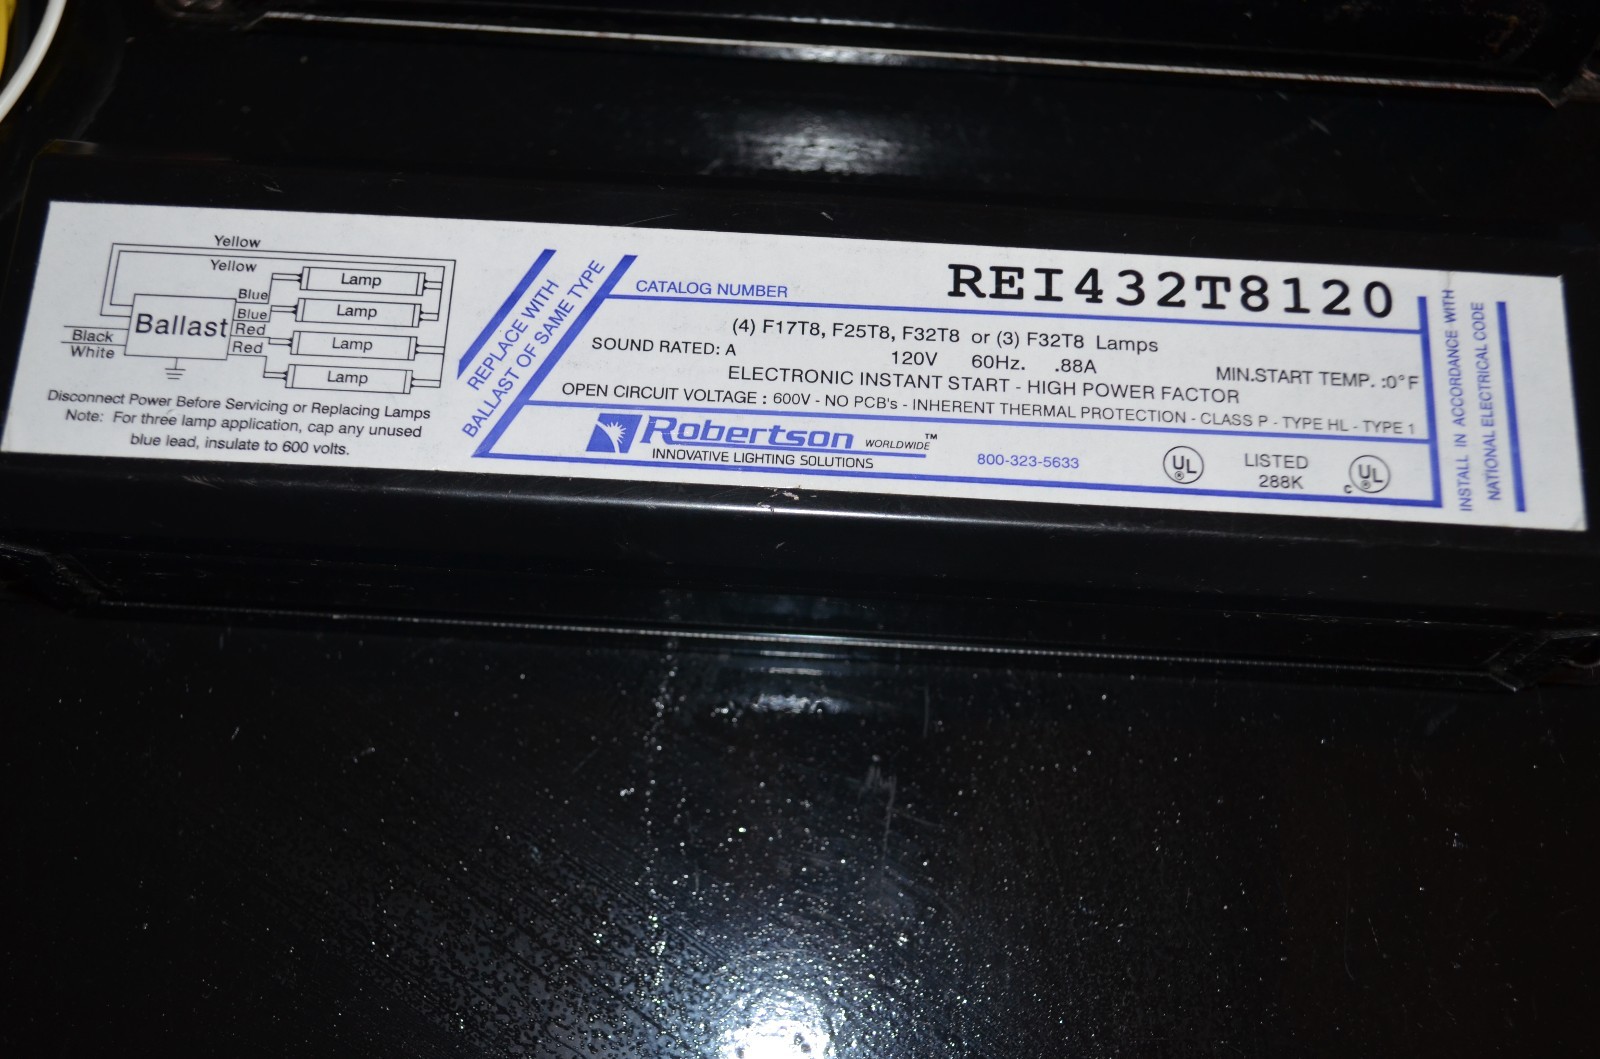 Yellow
Yellow
Lamp
Blue
Lamp
Blue
Ballast
Red
Lamp
Red
Lamp
Black
White
Disconnect Power Before Servicing or Replacing Lamps
Note: For three lamp application, cap any unused
blue lead, insulate to 600 volts.
REPLACE WITH
BALLAST OF SAME TYPE
CATALOG NUMBER REI432T8120
(4) F17T8, F25T8, F32T8 or (3) F32T8 Lamps
SOUND RATED: A 120V 60Hz. .88A MIN.START TEMP. :0°F
ELECTRONIC INSTANT START - HIGH POWER FACTOR
OPEN CIRCUIT VOLTAGE : 600V - NO PCB's - INHERENT THERMAL PROTECTION - CLASS P - TYPE HL - TYPE 1
Robertson WORLDWIDE™
INNOVATIVE LIGHTING SOLUTIONS
800-323-5633
UL®
LISTED
288K
c UL®
INSTALL IN ACCORDANCE WITH
NATIONAL ELECTRICAL CODE